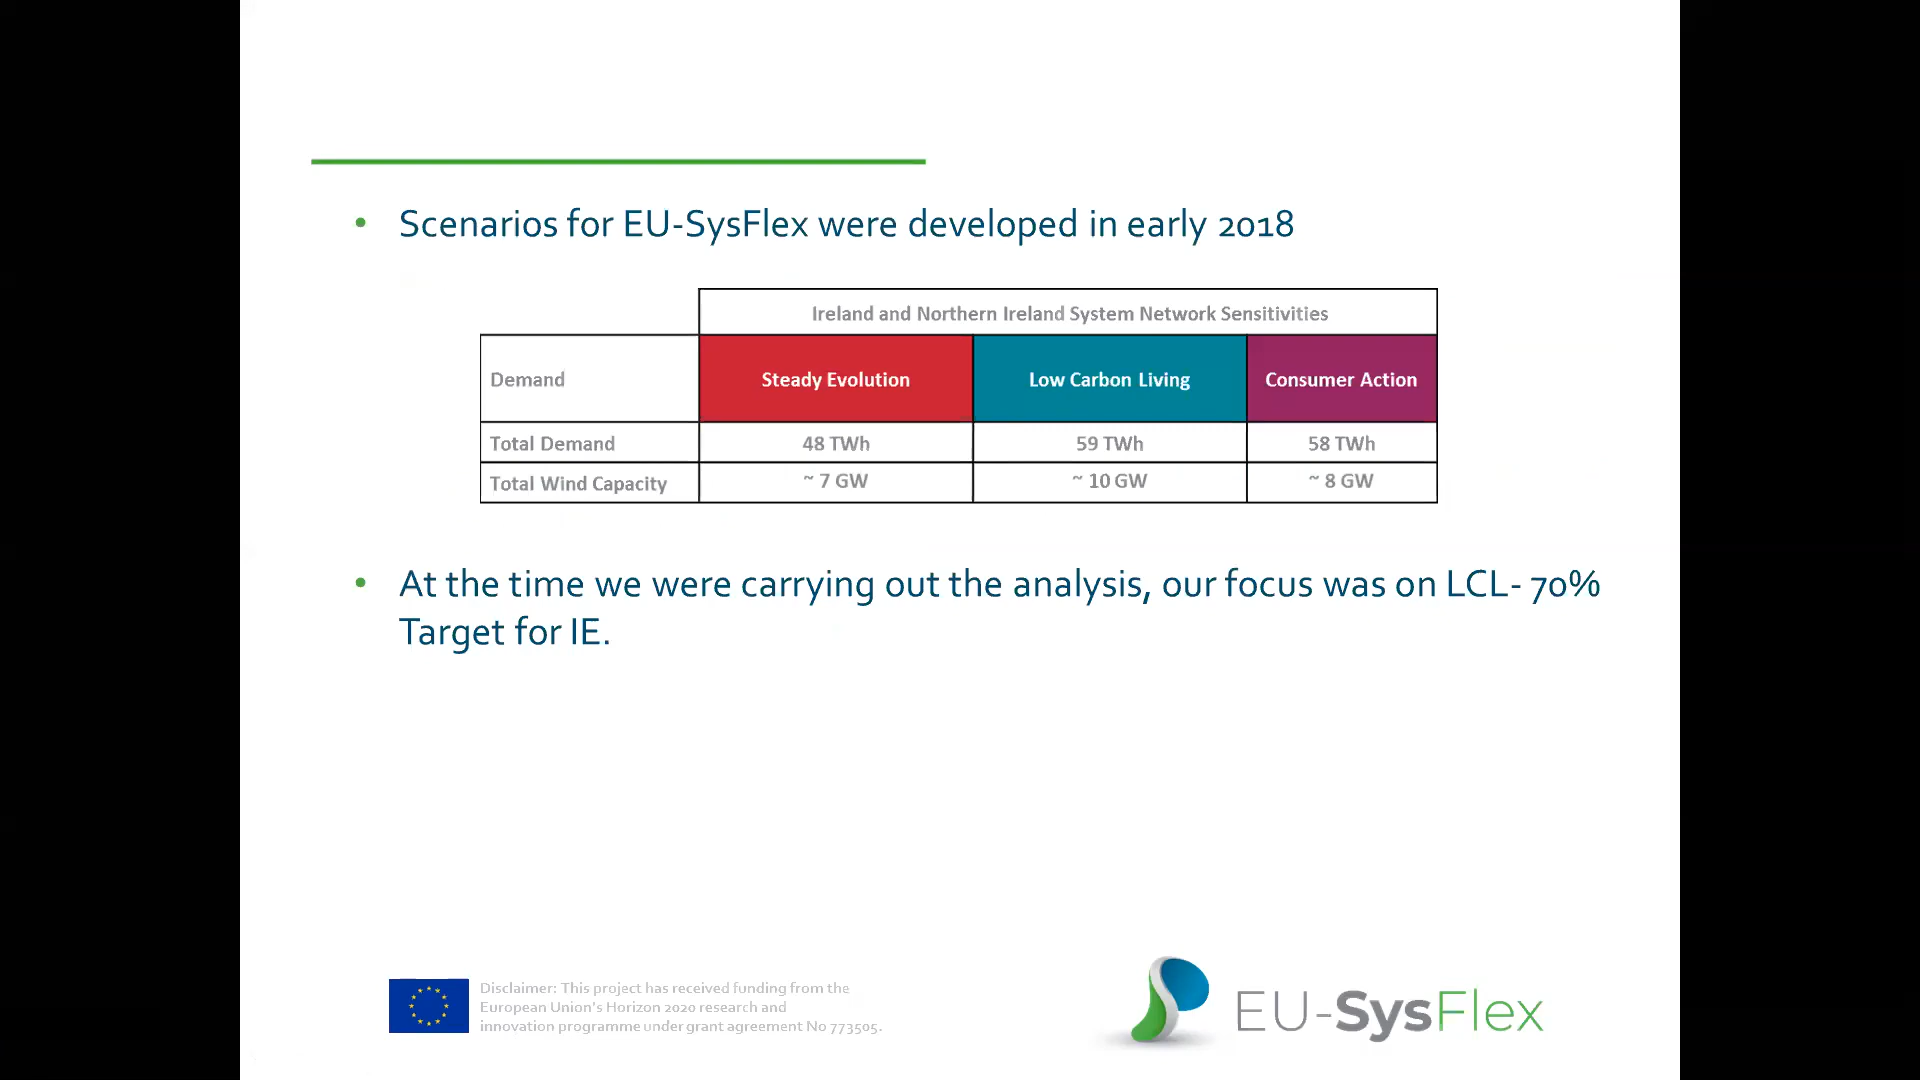 • Scenarios for EU-SysFlex were developed in early 2018
Ireland and Northern Ireland System Network Sensitivities
Demand Steady Evolution Low Carbon Living Consumer Action
Total Demand 48 TWh 59 TWh 58 TWh
Total Wind Capacity ~ 7 GW ~ 10 GW ~ 8 GW
• At the time we were carrying out the analysis, our focus was on LCL- 70%
Target for IE.
Disclaimer: This project has received funding from the
European Union's Horizon 2020 research and
innovation programme under grant agreement No 773505.
EU-SysFlex